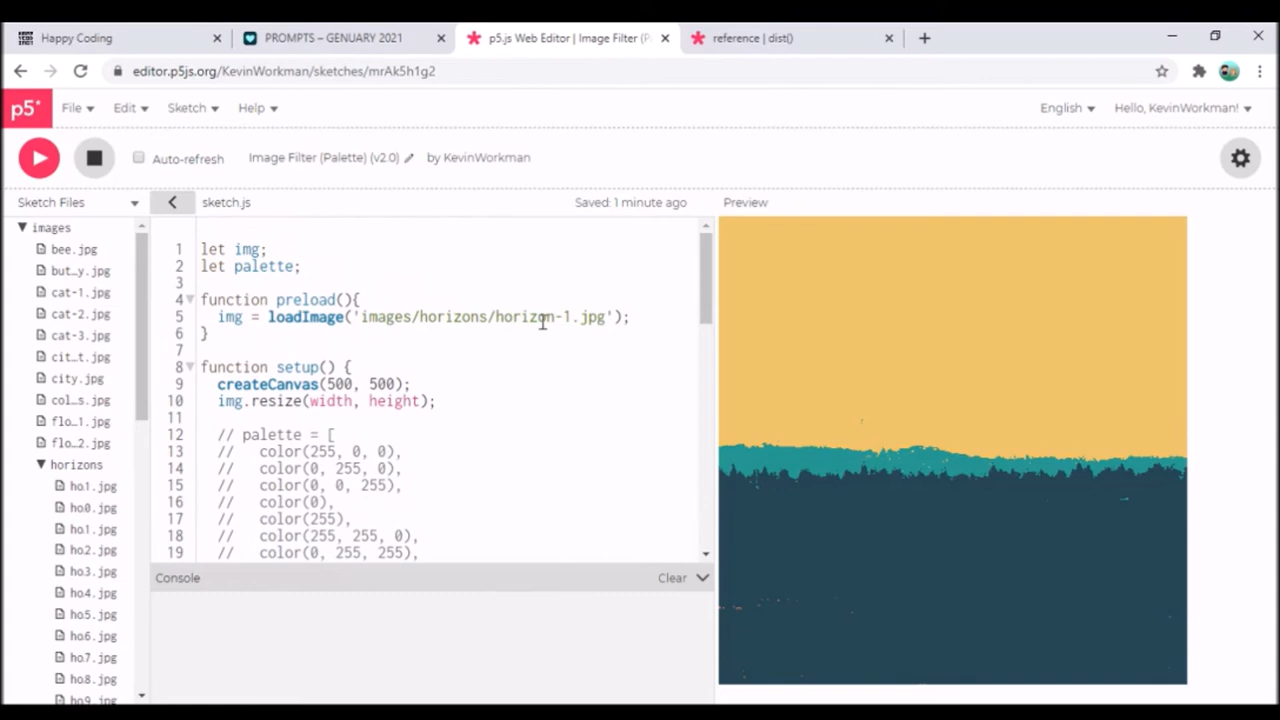 Happy Coding
PROMPTS – GENUARY 2021
p5.js Web Editor | Image Filter (P
reference | dist()
editor.p5js.org/KevinWorkman/sketches/mrAk5h1g2
p5*
File
Edit
Sketch
Help
English
Hello, KevinWorkman!
Auto-refresh
Image Filter (Palette) (v2.0)
by KevinWorkman
Sketch Files
sketch.js
Saved: 1 minute ago
Preview
images
bee.jpg
but_y.jpg
cat-1.jpg
cat-2.jpg
cat-3.jpg
cit_t.jpg
city.jpg
col_s.jpg
flo_1.jpg
flo_2.jpg
horizons
ho1.jpg
ho0.jpg
ho1.jpg
ho2.jpg
ho3.jpg
ho4.jpg
ho5.jpg
ho6.jpg
ho7.jpg
ho8.jpg
ho9.jpg
1 let img;
2 let palette;
3
4 function preload(){
5 img = loadImage('images/horizons/horizon-1.jpg');
6 }
7
8 function setup() {
9 createCanvas(500, 500);
10 img.resize(width, height);
11
12 // palette = [
13 // color(255, 0, 0),
14 // color(0, 255, 0),
15 // color(0, 0, 255),
16 // color(0),
17 // color(255),
18 // color(255, 255, 0),
19 // color(0, 255, 255),
Console
Clear